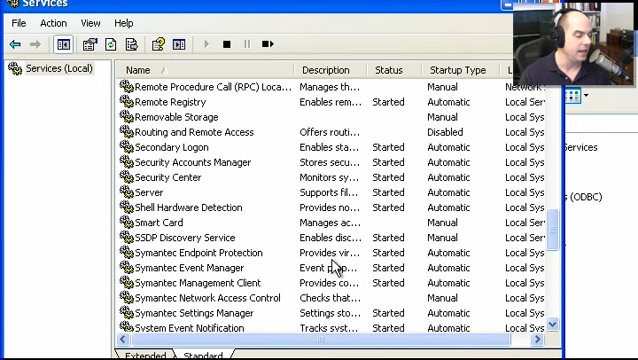 Services
File Action View Help
Services (Local)
Name / Description Status Startup Type
Remote Procedure Call (RPC) Loca... Manages th... Manual Network
Remote Registry Enables rem... Started Automatic Local Ser
Removable Storage Manual Local Sys
Routing and Remote Access Offers routi... Disabled Local Sys
Secondary Logon Enables sta... Started Automatic Local Sys
Security Accounts Manager Stores secu... Started Automatic Local Sys
Security Center Monitors sy... Started Automatic Local Sys
Server Supports fil... Started Automatic Local Sys
Shell Hardware Detection Provides no... Started Automatic Local Sys
Smart Card Manages ac... Manual Local Ser
SSDP Discovery Service Enables disc... Started Manual Local Ser
Symantec Endpoint Protection Provides vir... Started Automatic Local Sys
Symantec Event Manager Event Started Automatic Local Sys
Symantec Management Client Provides co... Started Automatic Local Sys
Symantec Network Access Control Checks that... Manual Local Sys
Symantec Settings Manager Settings sto... Started Automatic Local Sys
System Event Notification Tracks syst... Started Automatic Local Sys
Extended Standard
Services
(ODBC)